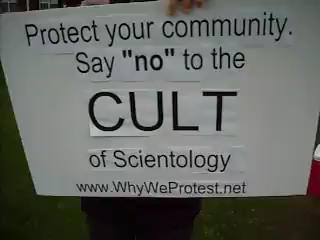 Protect your community.
Say "no" to the
CULT
of Scientology
www.WhyWeProtest.net